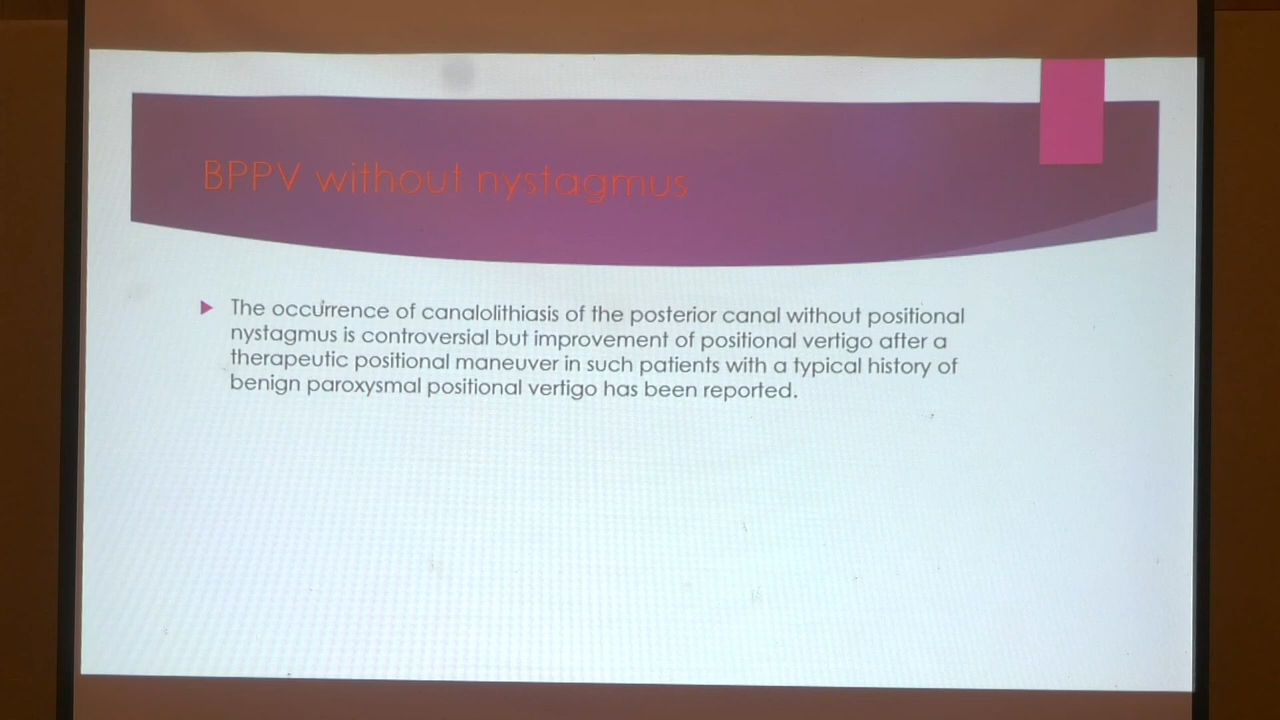 BPPV without nystagmus
The occurrence of canalolithiasis of the posterior canal without positional
nystagmus is controversial but improvement of positional vertigo after a
therapeutic positional maneuver in such patients with a typical history of
benign paroxysmal positional vertigo has been reported.